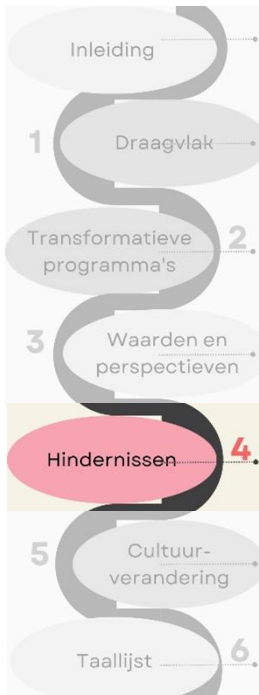 Inleiding
1
Draagvlak
2
Transformatieve
programma's
3
Waarden en
perspectieven
4
Hindernissen
5
Cultuur-
verandering
6
Taallijst